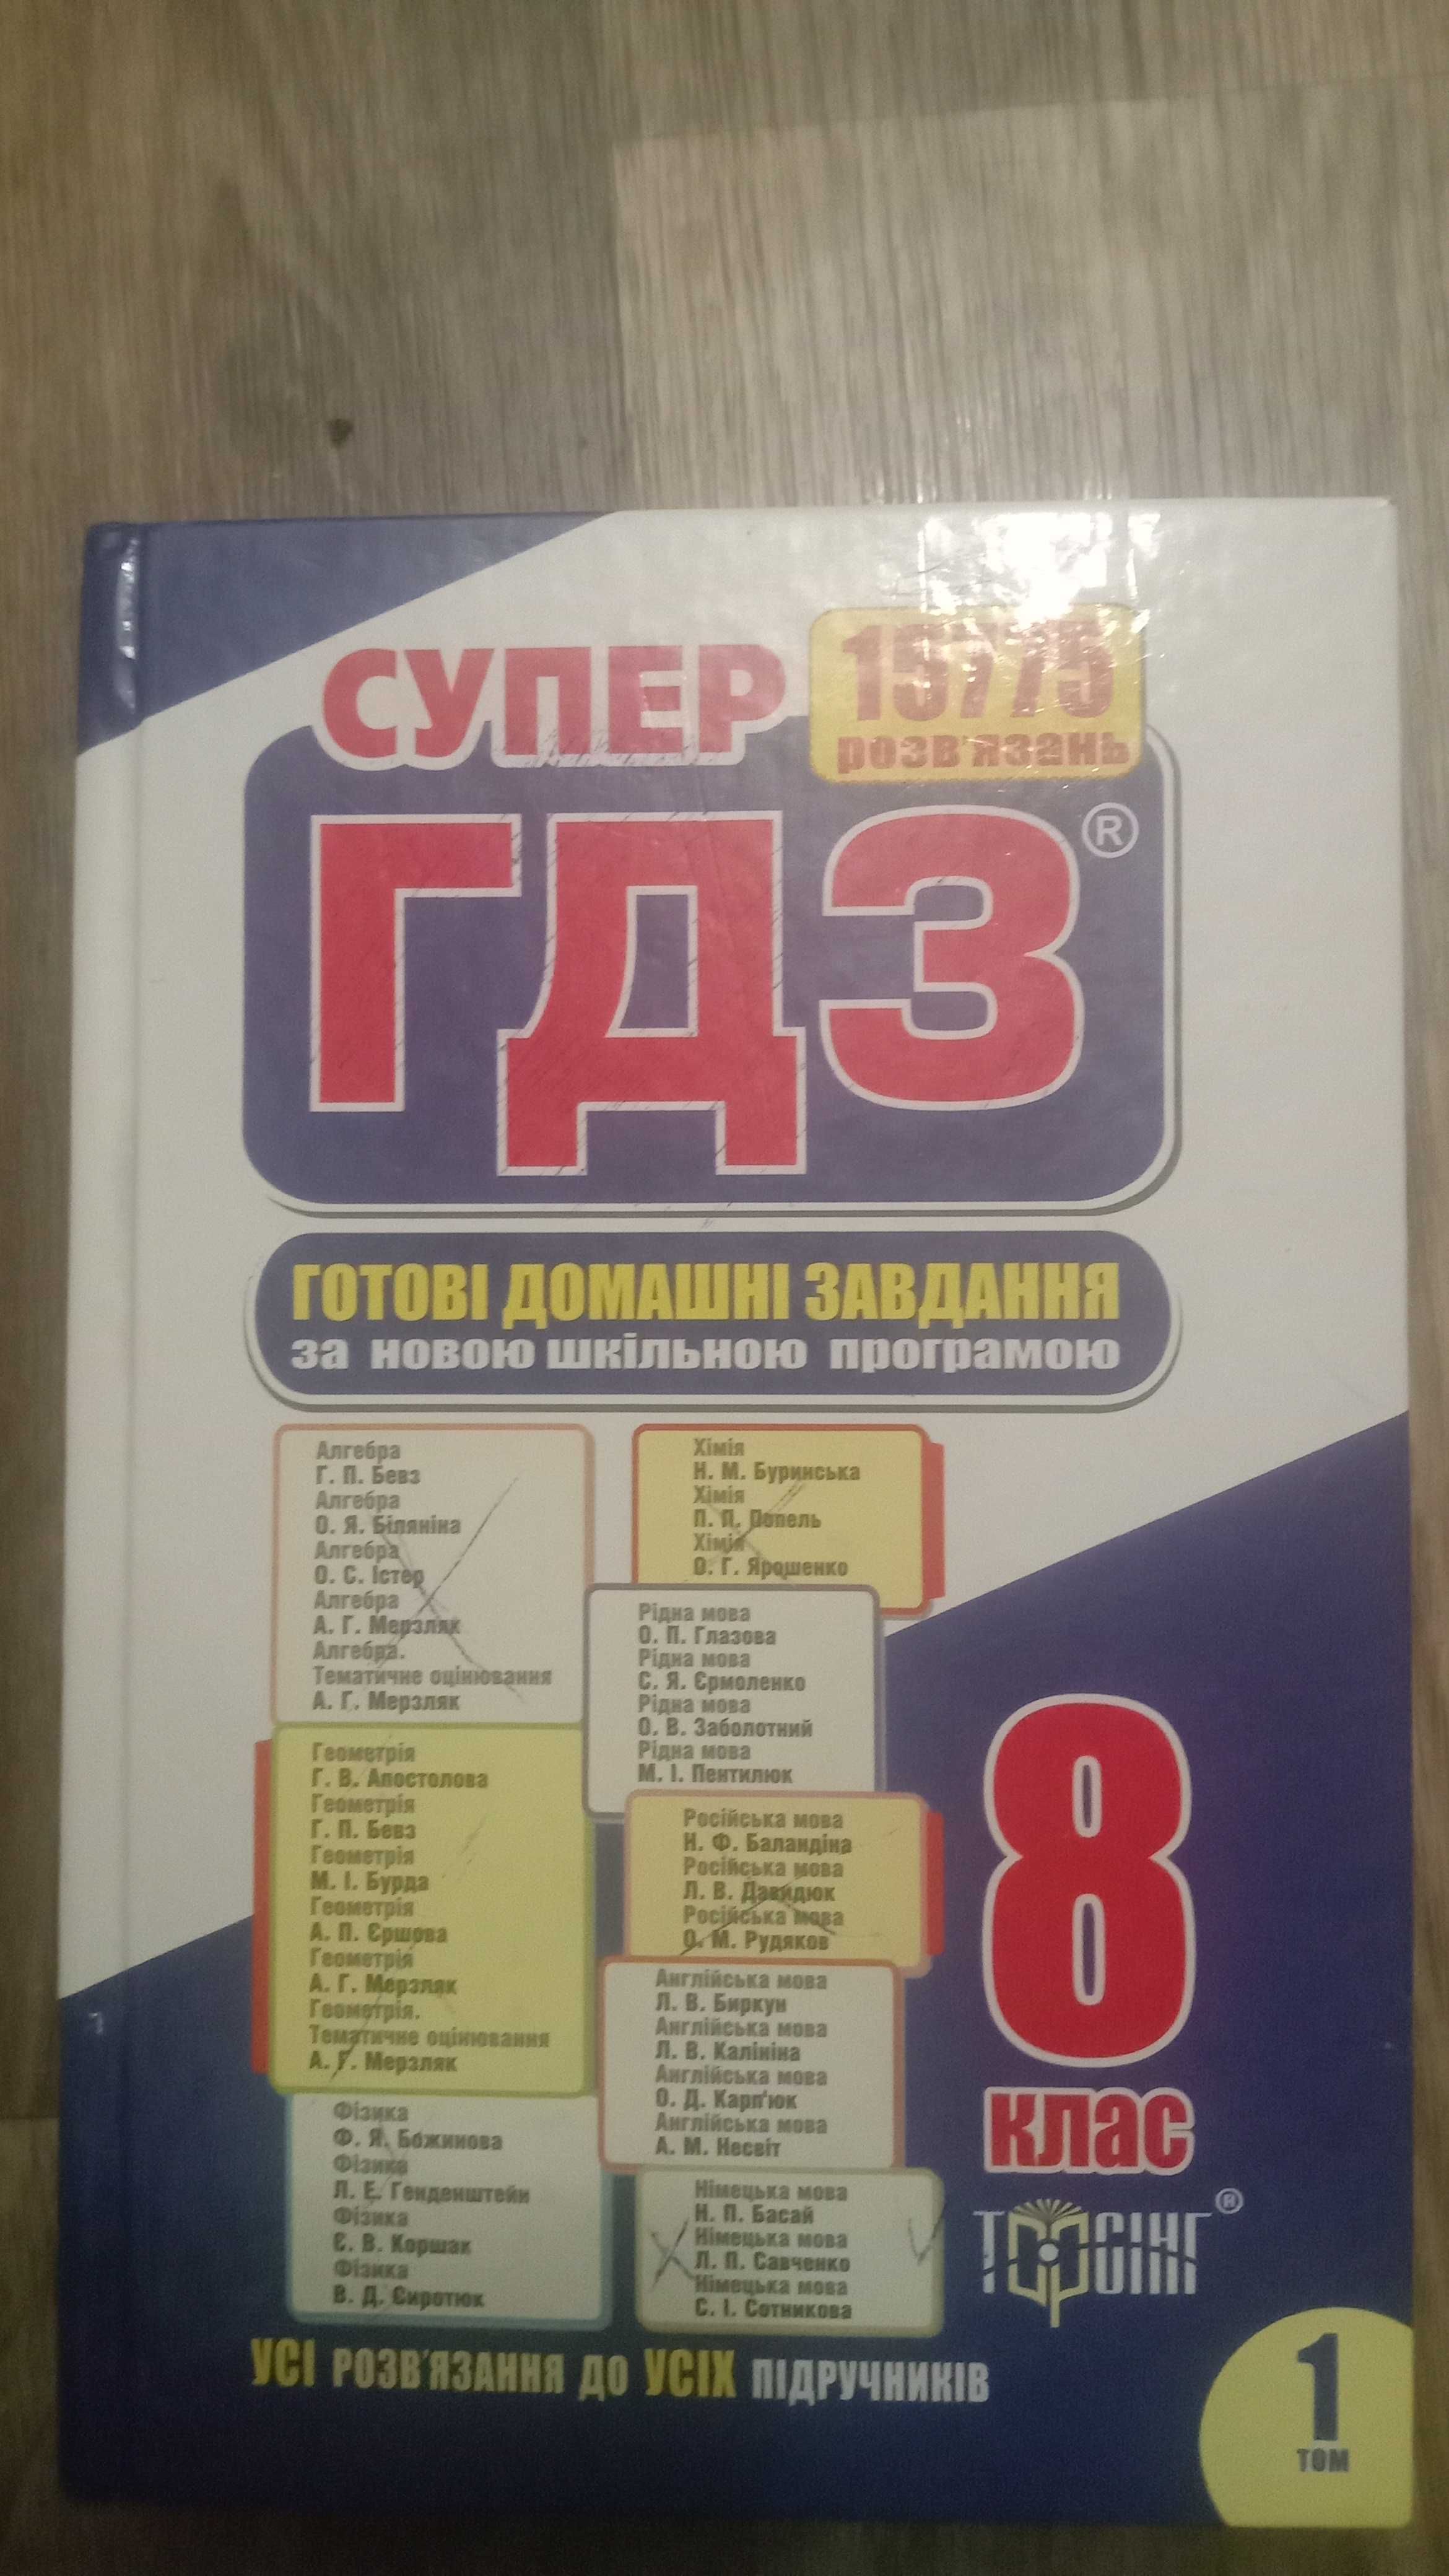 СУПЕР
15775
розв'язань
ГДЗ®
ГОТОВІ ДОМАШНІ ЗАВДАННЯ
за новою шкільною програмою
Алгебра
Г. П. Бевз
Алгебра
О. Я. Біляніна
Алгебра
О. С. Істер
Алгебра
А. Г. Мерзляк
Алгебра.
Тематичне оцінювання
А. Г. Мерзляк
Геометрія
Г. В. Апостолова
Геометрія
Г. П. Бевз
Геометрія
М. І. Бурда
Геометрія
А. П. Єршова
Геометрія
А. Г. Мерзляк
Геометрія.
Тематичне оцінювання
А. Г. Мерзляк
Фізика
Ф. Я. Божинова
Фізика
Л. Е. Генденштейн
Фізика
Є. В. Коршак
Фізика
В. Д. Сиротюк
Хімія
Н. М. Буринська
Хімія
П. П. Попель
Хімія
О. Г. Ярошенко
Рідна мова
О. П. Глазова
Рідна мова
С. Я. Єрмоленко
Рідна мова
О. В. Заболотний
Рідна мова
М. І. Пентилюк
Російська мова
Н. Ф. Баландіна
Російська мова
Л. В. Давидюк
Російська мова
О. М. Рудяков
Англійська мова
Л. В. Биркун
Англійська мова
Л. В. Калініна
Англійська мова
О. Д. Карп'юк
Англійська мова
А. М. Несвіт
Німецька мова
Н. П. Басай
Німецька мова
Л. П. Савченко
Німецька мова
С. І. Сотникова
8
клас
ТОРСІНГ®
УСІ РОЗВ'ЯЗАННЯ ДО УСІХ ПІДРУЧНИКІВ
1
ТОМ